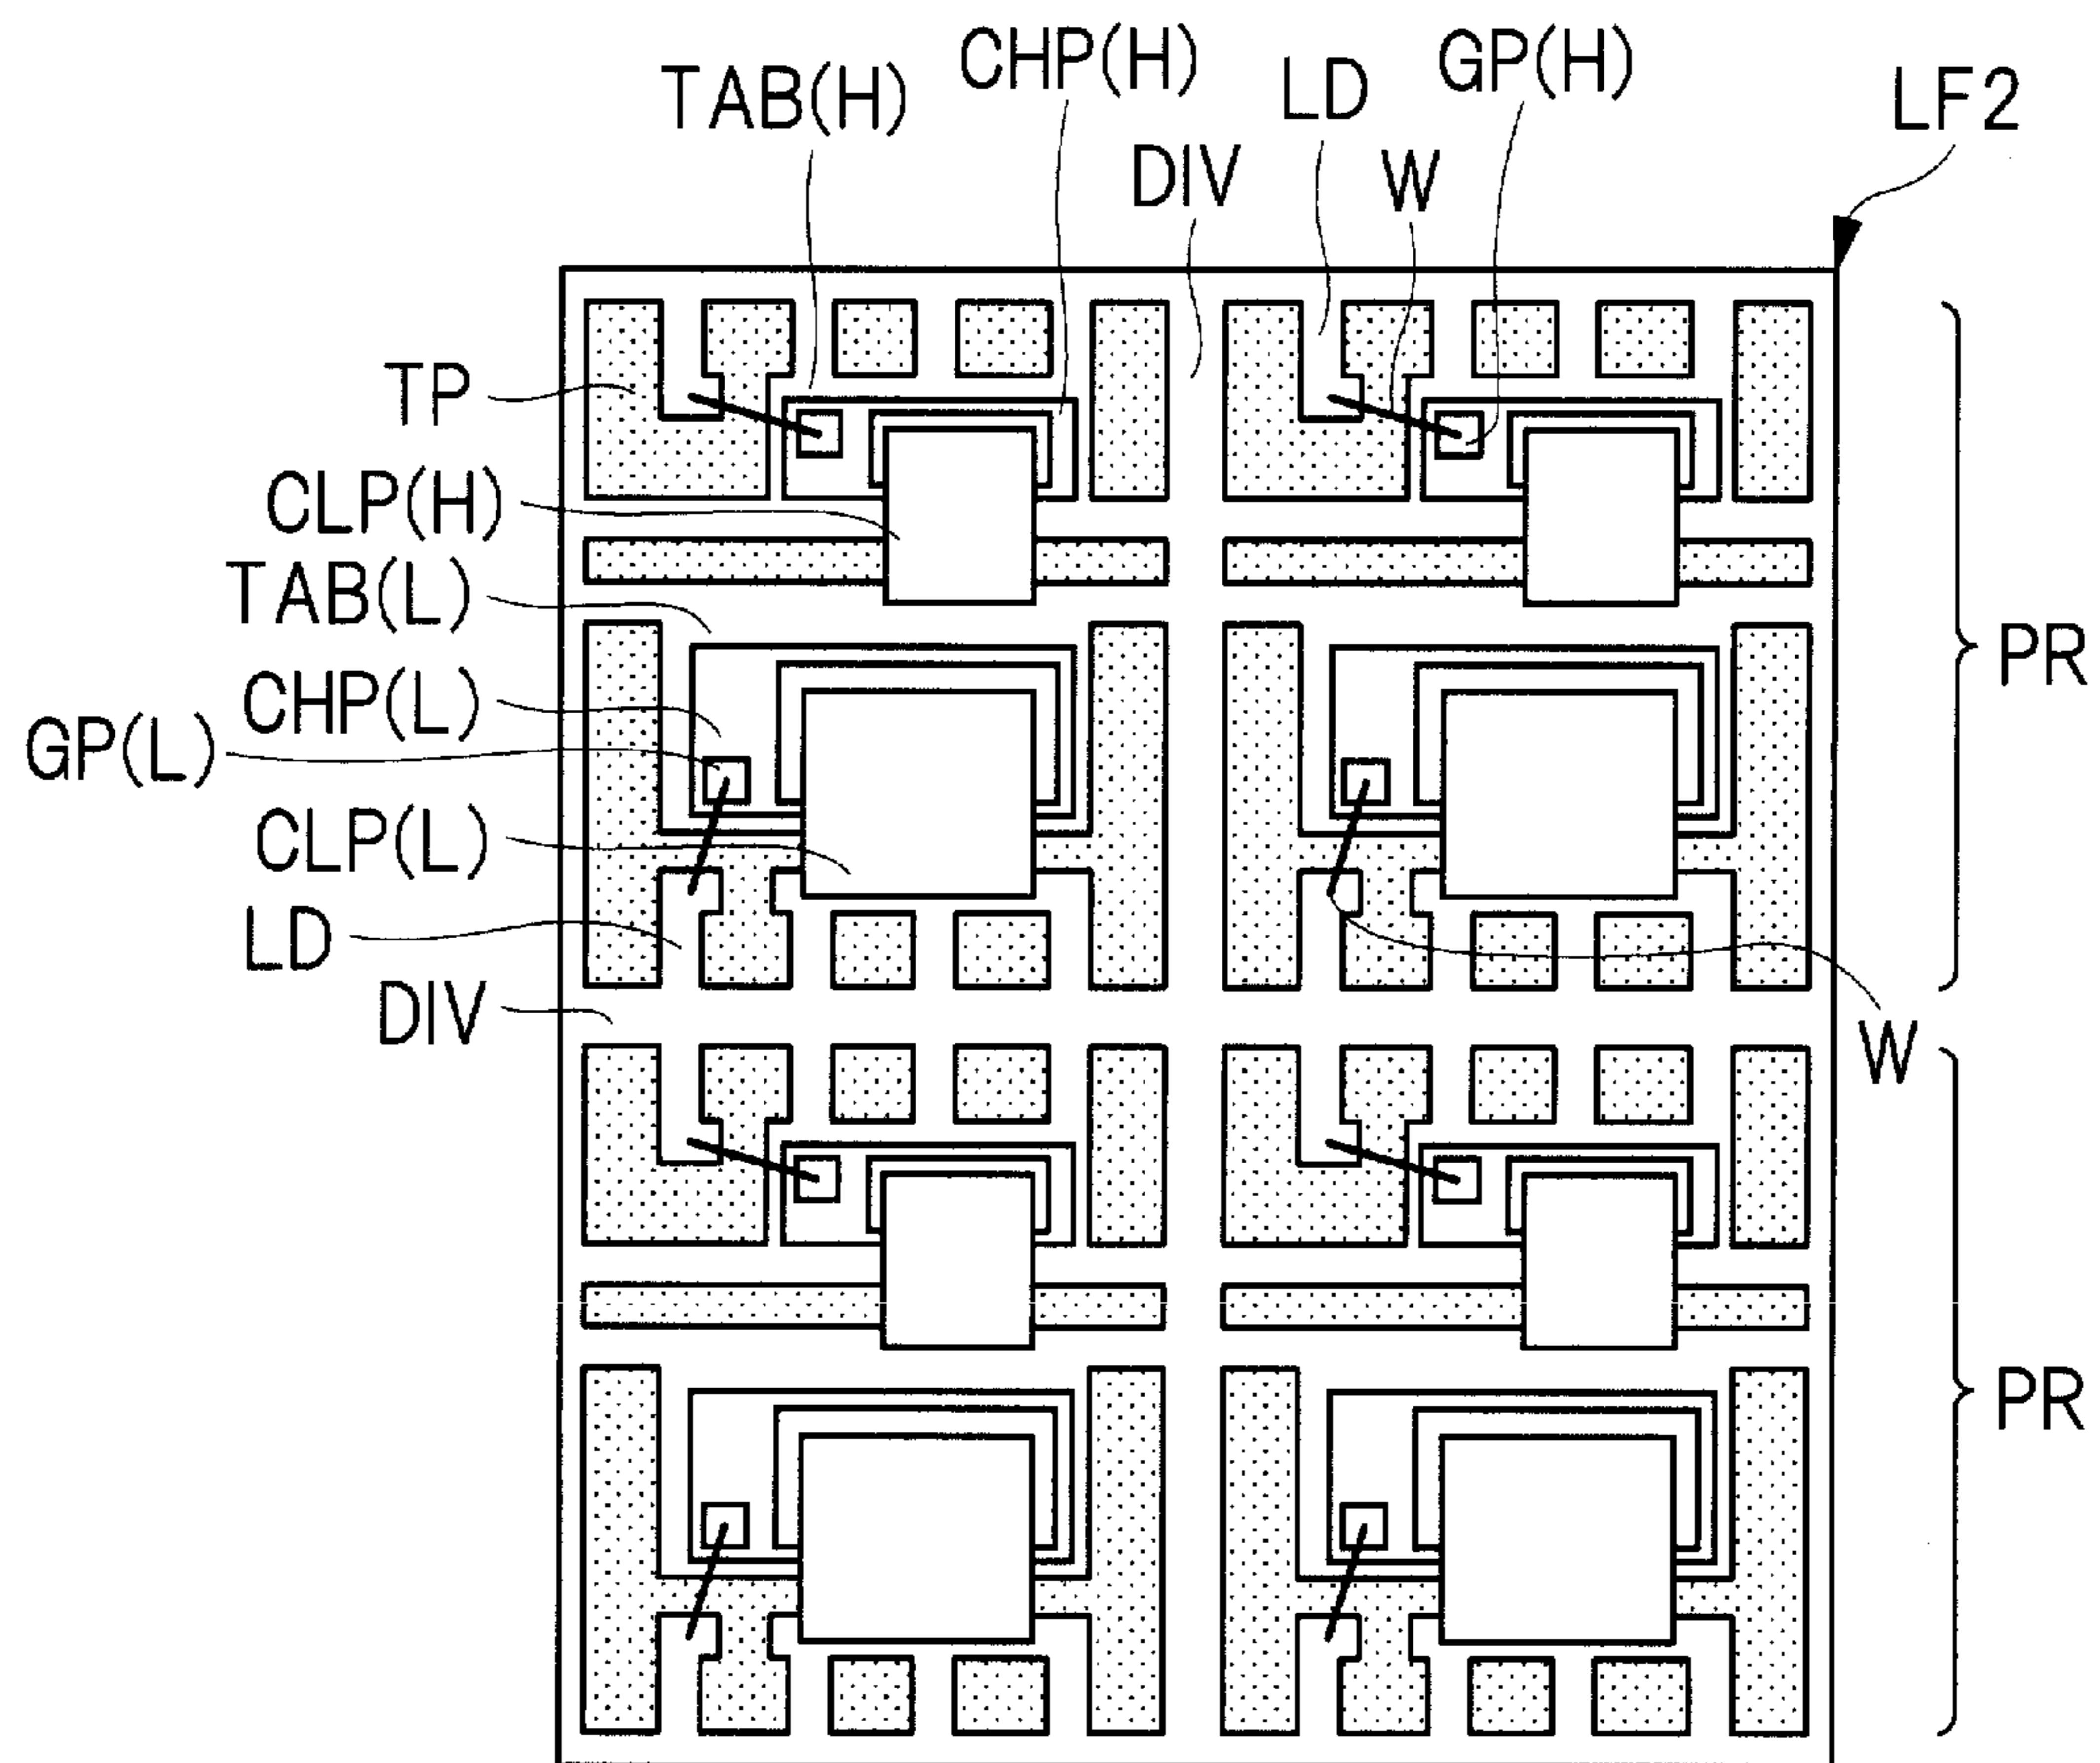 CHP(H)
GP(H)
TAB(H)
LD
LF2
DIV
W
TP
CLP(H)
TAB(L)
PR
CHP(L)
GP(L)
CLP(L)
LD
DIV
W
PR